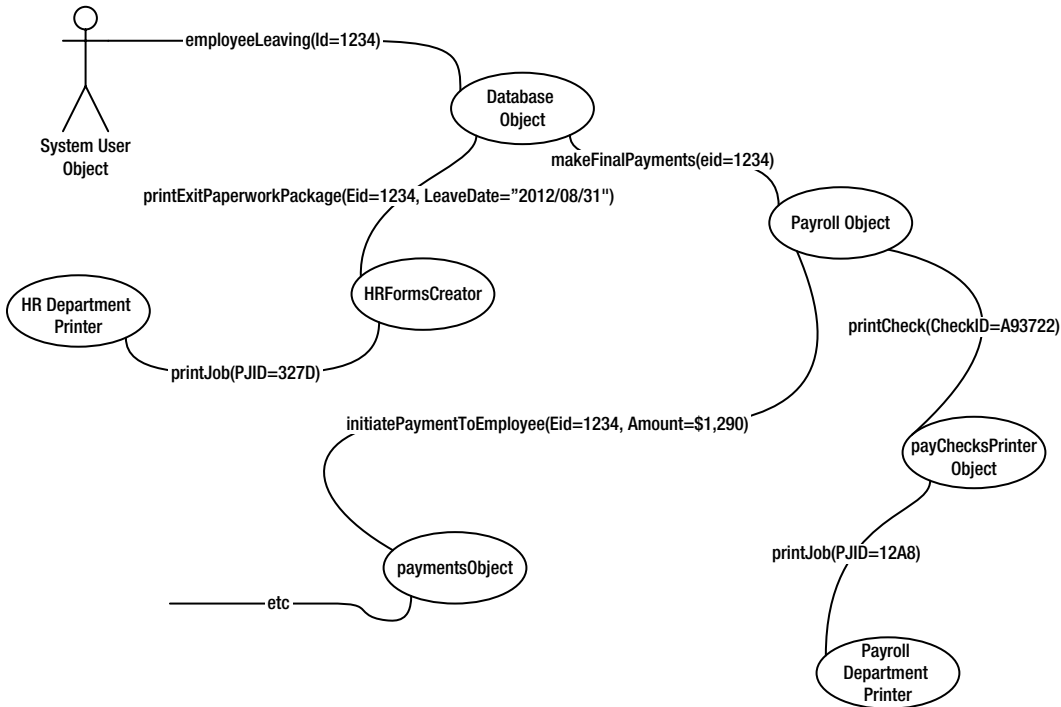 employeeLeaving(Id=1234)
System User
Object
Database
Object
makeFinalPayments(eid=1234)
printExitPaperworkPackage(Eid=1234, LeaveDate=”2012/08/31")
Payroll Object
HR Department
Printer
HRFormsCreator
printCheck(CheckID=A93722)
printJob(PJID=327D)
initiatePaymentToEmployee(Eid=1234, Amount=$1,290)
payChecksPrinter
Object
printJob(PJID=12A8)
paymentsObject
etc
Payroll
Department
Printer